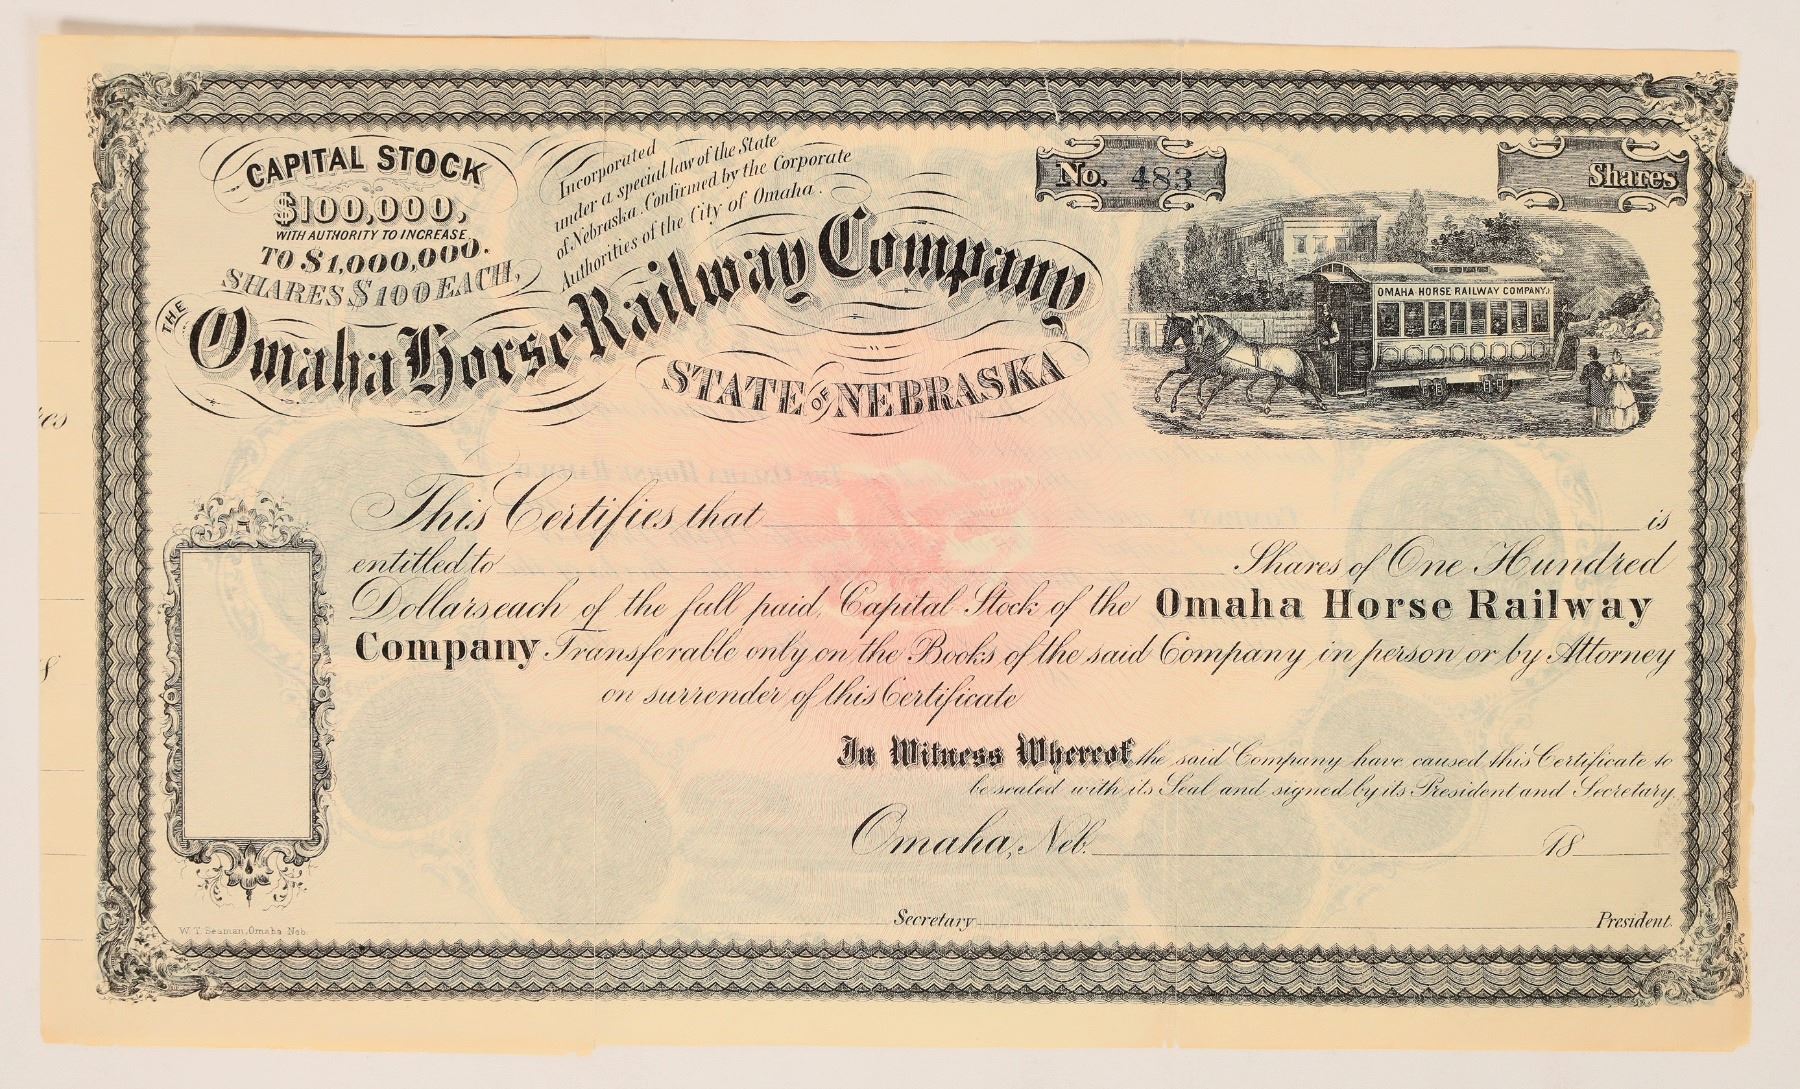 CAPITAL STOCK
$100,000,
WITH AUTHORITY TO INCREASE
TO $1,000,000.
SHARES $100 EACH,
Incorporated
under a special law of the State
of Nebraska. Confirmed by the Corporate
Authorities of the City of Omaha.
No. 483
Shares
THE Omaha Horse Railway Company
STATE OF NEBRASKA
OMAHA HORSE RAILWAY COMPANY.
This Certifies that is
entitled to Shares of One Hundred
Dollars each of the full paid, Capital Stock of the Omaha Horse Railway
Company Transferable only on the Books of the said Company in person or by Attorney
on surrender of this Certificate
In Witness Whereof, the said Company have caused this Certificate to
be sealed with its Seal and signed by its President and Secretary.
Omaha, Neb. 18
Secretary President
W. T. Seaman, Omaha Neb.